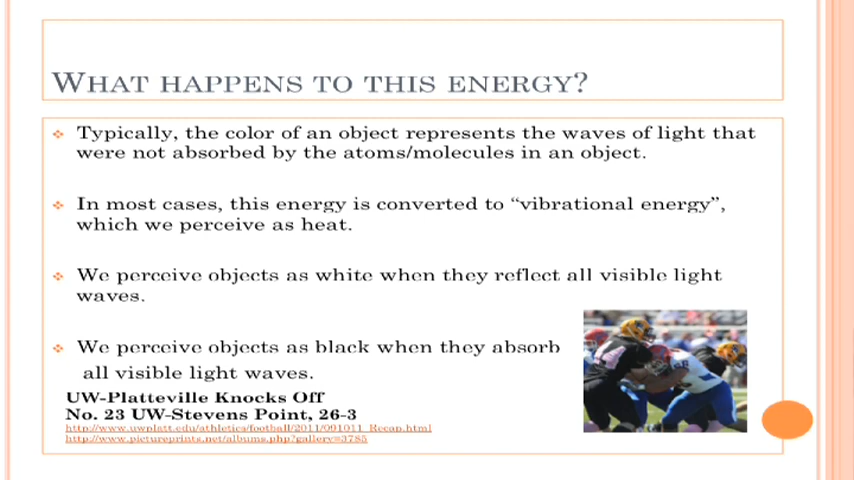 What happens to this energy?
Typically, the color of an object represents the waves of light that
were not absorbed by the atoms/molecules in an object.
In most cases, this energy is converted to “vibrational energy”,
which we perceive as heat.
We perceive objects as white when they reflect all visible light
waves.
We perceive objects as black when they absorb
all visible light waves.
UW-Platteville Knocks Off
No. 23 UW-Stevens Point, 26-3
http://www.uwplatt.edu/athletics/football/2011/091011_Recap.html
http://www.pictureprints.net/albums.php?gallery=3785